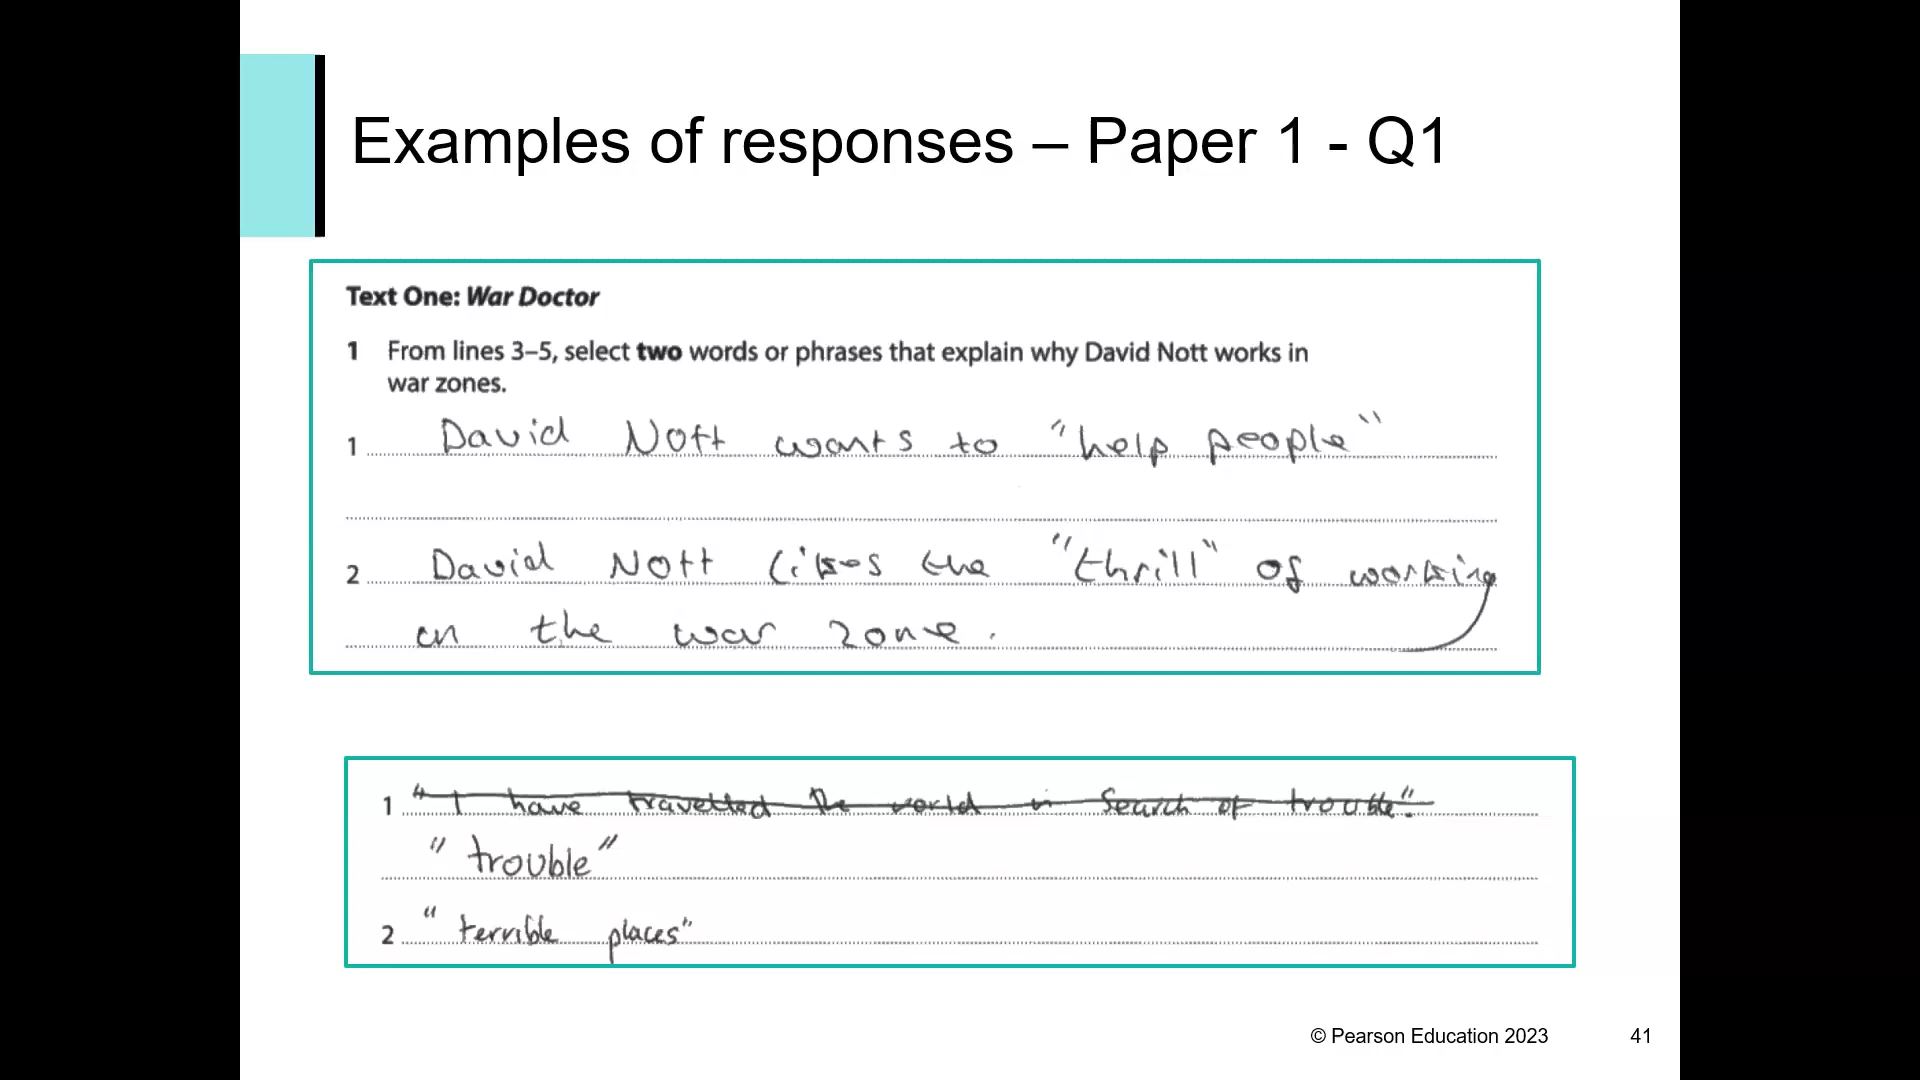 Examples of responses – Paper 1 - Q1
Text One: War Doctor
1 From lines 3–5, select two words or phrases that explain why David Nott works in
war zones.
1 David Nott wants to "help people"
2 David Nott likes the "thrill" of working
on the war zone.
1 "I have travelled the world in search of trouble".
"trouble"
2 "terrible places"
© Pearson Education 2023 41